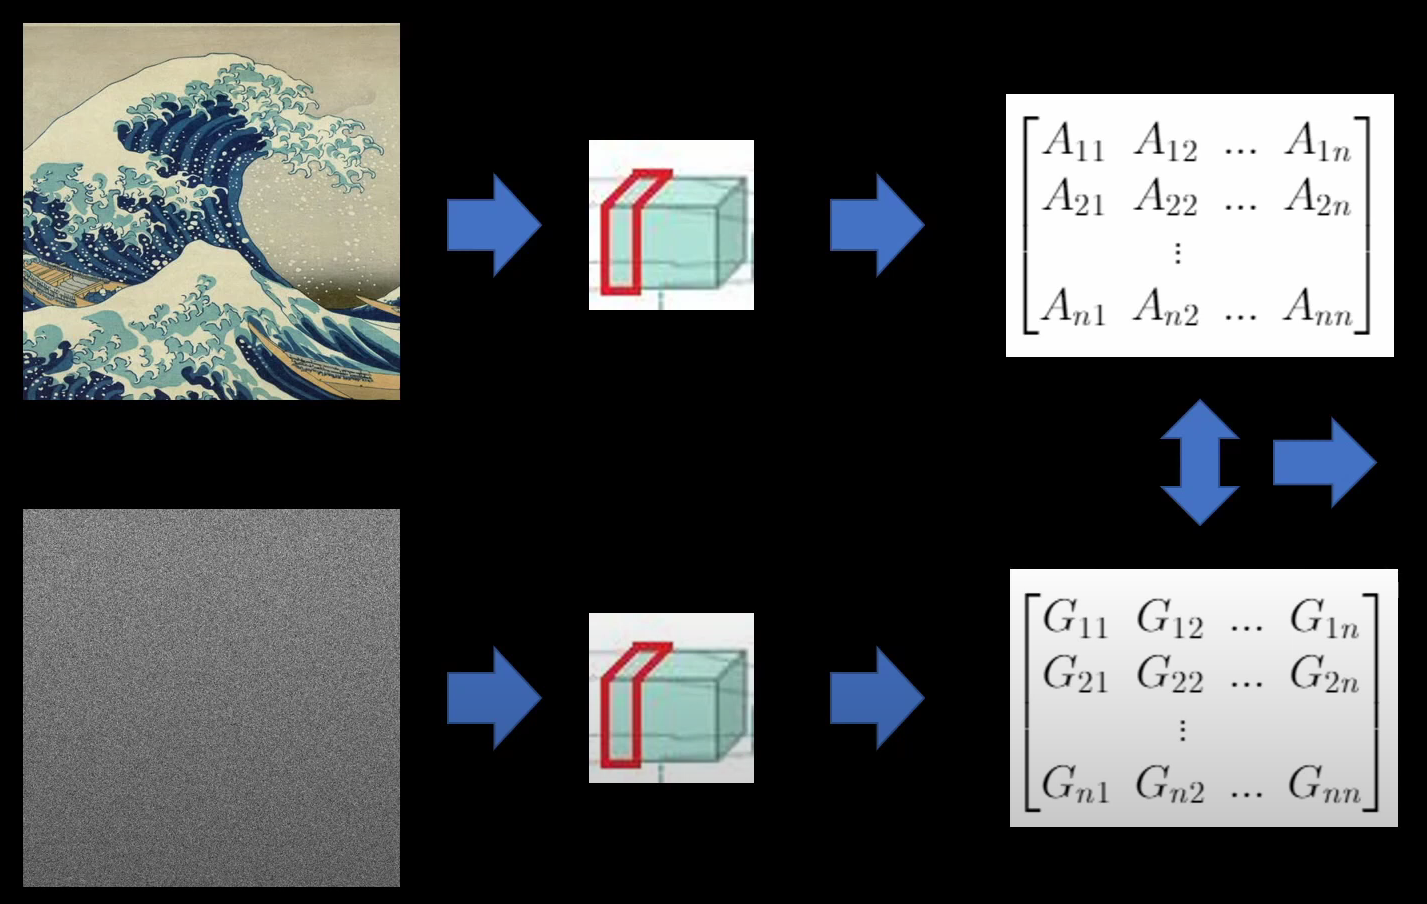 A₁₁ A₁₂ ... A₁ₙ
A₂₁ A₂₂ ... A₂ₙ
⋮
Aₙ₁ Aₙ₂ ... Aₙₙ
G₁₁ G₁₂ ... G₁ₙ
G₂₁ G₂₂ ... G₂ₙ
⋮
Gₙ₁ Gₙ₂ ... Gₙₙ